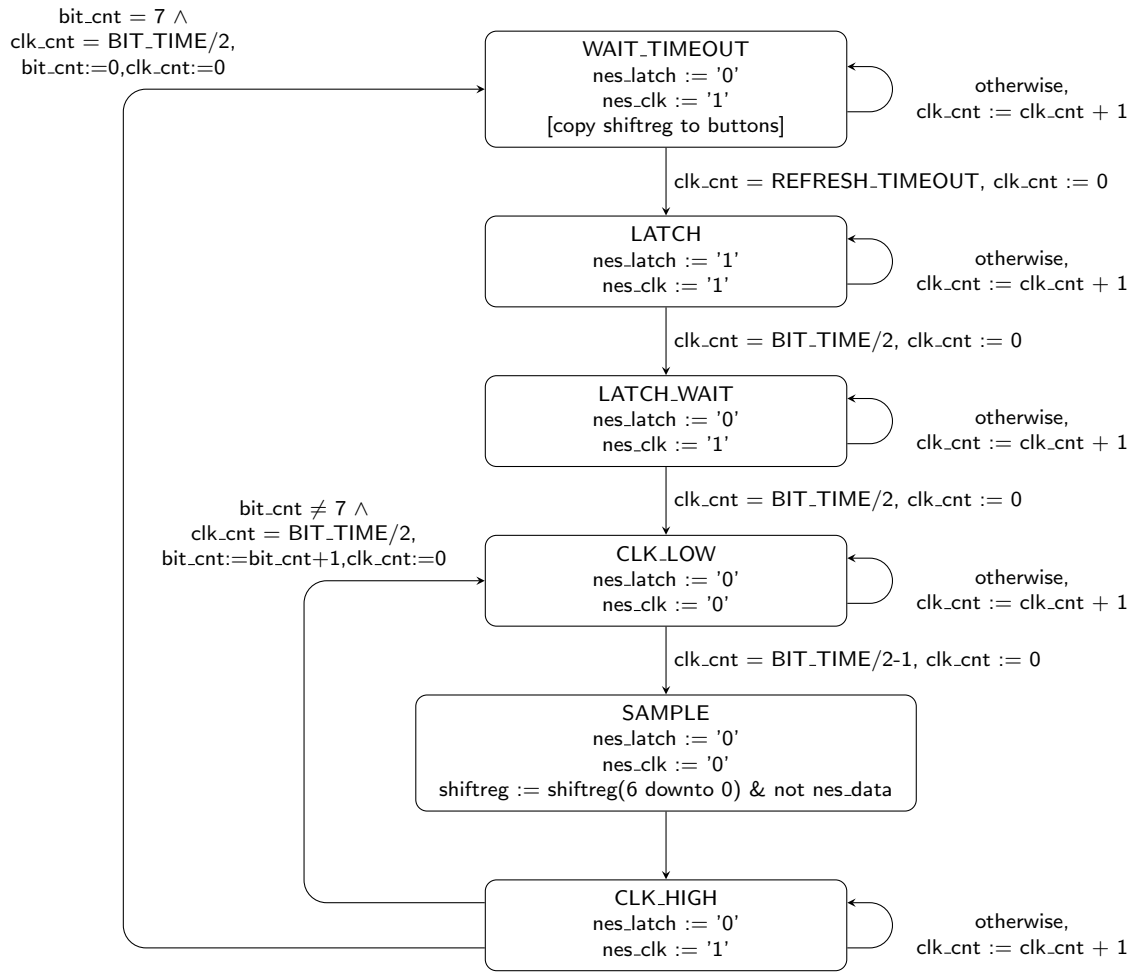 bit_cnt = 7 ∧
clk_cnt = BIT_TIME/2,
bit_cnt:=0,clk_cnt:=0
WAIT_TIMEOUT
nes_latch := '0'
nes_clk := '1'
[copy shiftreg to buttons]
otherwise,
clk_cnt := clk_cnt + 1
clk_cnt = REFRESH_TIMEOUT, clk_cnt := 0
LATCH
nes_latch := '1'
nes_clk := '1'
otherwise,
clk_cnt := clk_cnt + 1
clk_cnt = BIT_TIME/2, clk_cnt := 0
LATCH_WAIT
nes_latch := '0'
nes_clk := '1'
otherwise,
clk_cnt := clk_cnt + 1
clk_cnt = BIT_TIME/2, clk_cnt := 0
bit_cnt ≠ 7 ∧
clk_cnt = BIT_TIME/2,
bit_cnt:=bit_cnt+1,clk_cnt:=0
CLK_LOW
nes_latch := '0'
nes_clk := '0'
otherwise,
clk_cnt := clk_cnt + 1
clk_cnt = BIT_TIME/2-1, clk_cnt := 0
SAMPLE
nes_latch := '0'
nes_clk := '0'
shiftreg := shiftreg(6 downto 0) & not nes_data
CLK_HIGH
nes_latch := '0'
nes_clk := '1'
otherwise,
clk_cnt := clk_cnt + 1